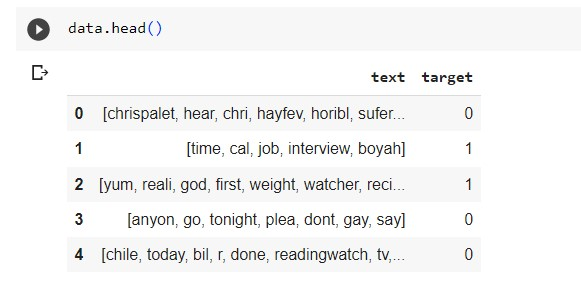 data.head()
text target
0 [chrispalet, hear, chri, hayfev, horibl, sufer... 0
1 [time, cal, job, interview, boyah] 1
2 [yum, reali, god, first, weight, watcher, reci... 1
3 [anyon, go, tonight, plea, dont, gay, say] 0
4 [chile, today, bil, r, done, readingwatch, tv,... 0